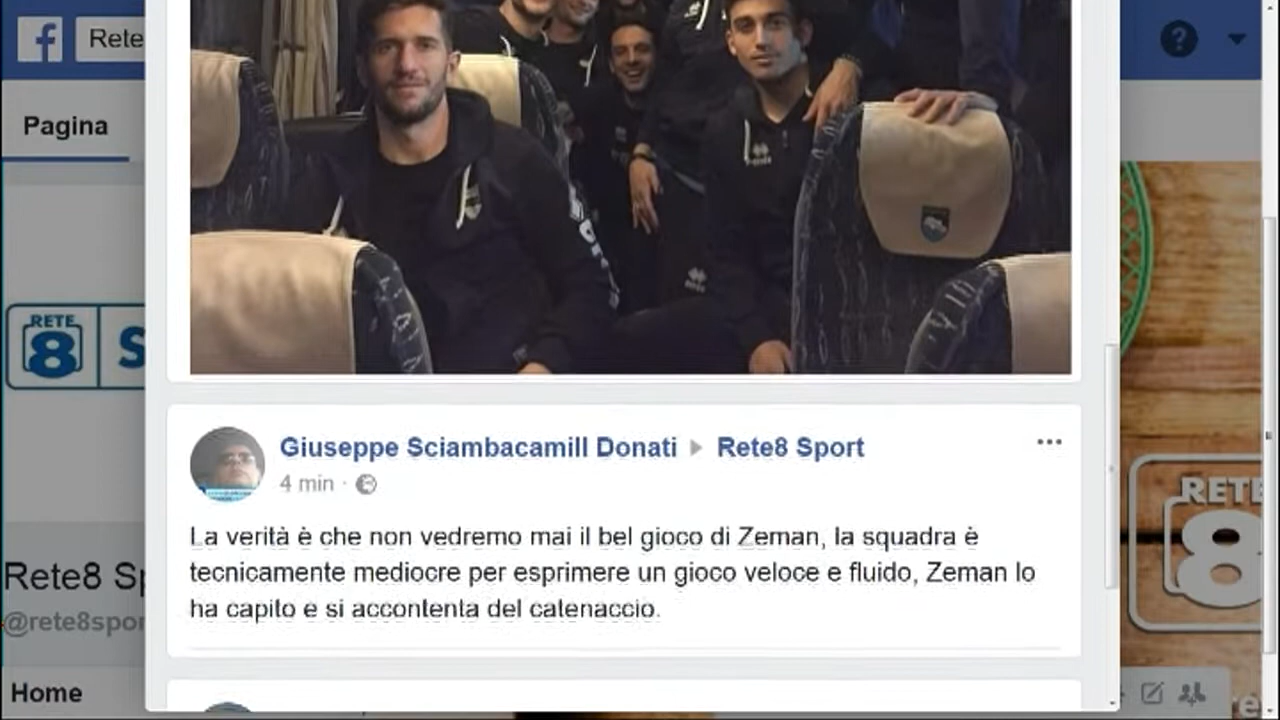 Rete
Pagina
RETE
8
S
Giuseppe Sciambacamill Donati ▸ Rete8 Sport
4 min ·
La verità è che non vedremo mai il bel gioco di Zeman, la squadra è
tecnicamente mediocre per esprimere un gioco veloce e fluido, Zeman lo
ha capito e si accontenta del catenaccio.
RETE
8
Rete8 Sp
@rete8spor
Home